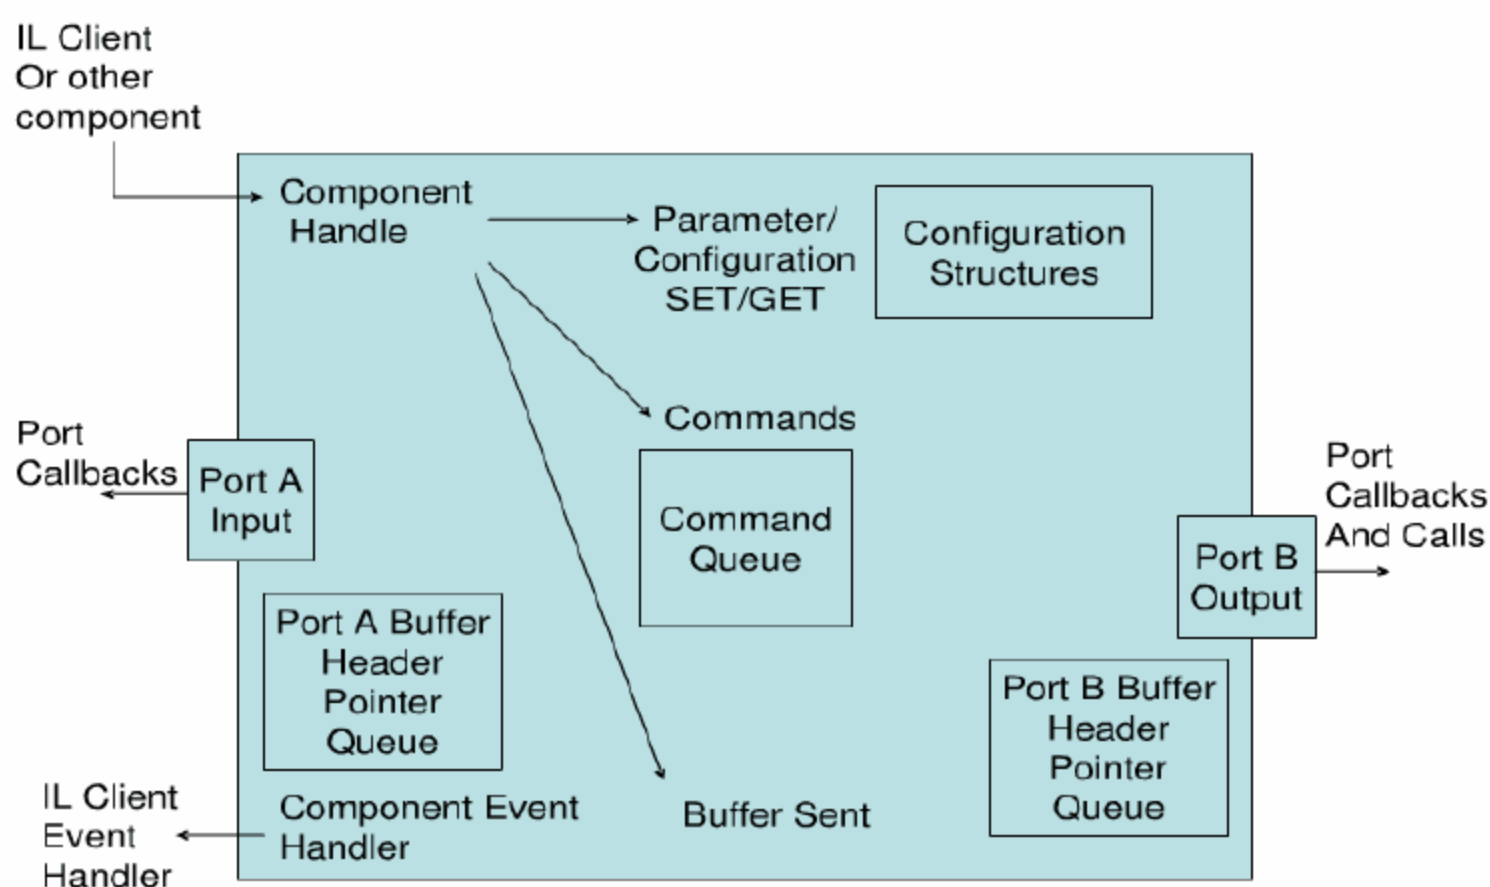 IL Client
Or other
component
Component
Handle
Parameter/
Configuration
SET/GET
Configuration
Structures
Commands
Command
Queue
Port
Callbacks
Port A
Input
Port
Callbacks
And Calls
Port B
Output
Port A Buffer
Header
Pointer
Queue
Port B Buffer
Header
Pointer
Queue
IL Client
Event
Handler
Component Event
Handler
Buffer Sent